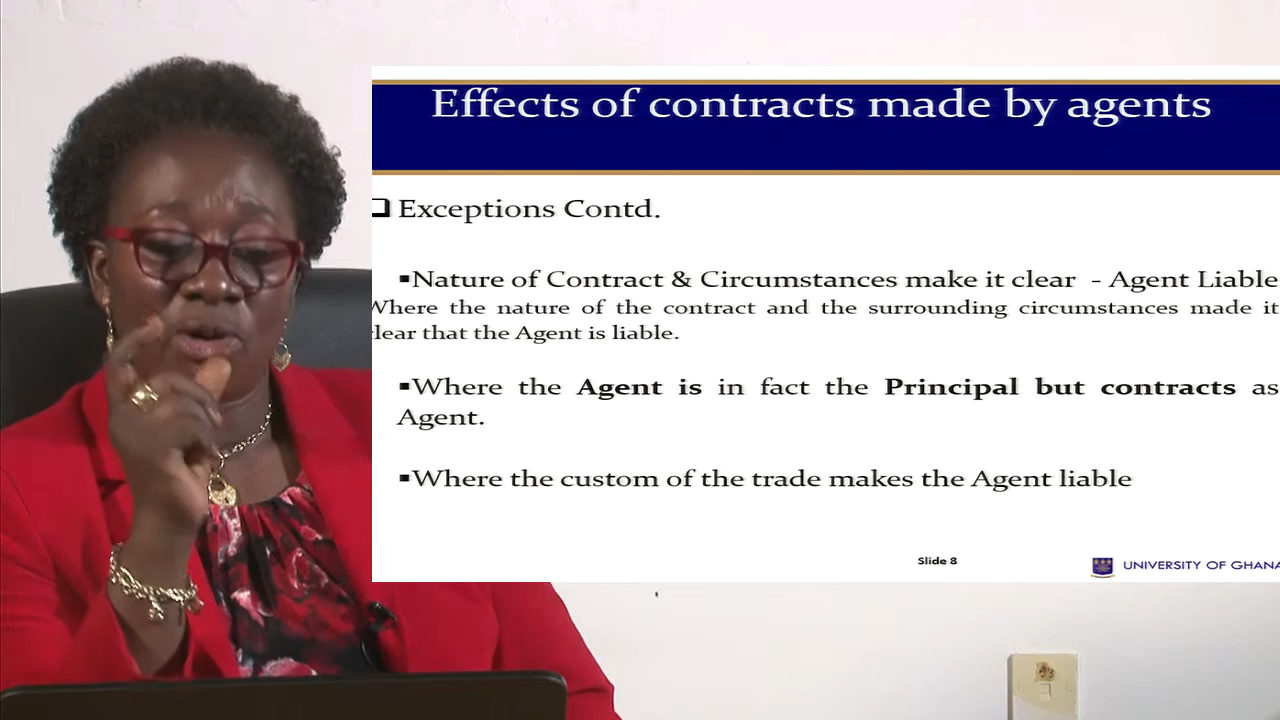 Effects of contracts made by agents
❑ Exceptions Contd.
▪Nature of Contract & Circumstances make it clear - Agent Liable
Where the nature of the contract and the surrounding circumstances made it
clear that the Agent is liable.
▪Where the Agent is in fact the Principal but contracts as
Agent.
▪Where the custom of the trade makes the Agent liable
Slide 8
UNIVERSITY OF GHANA